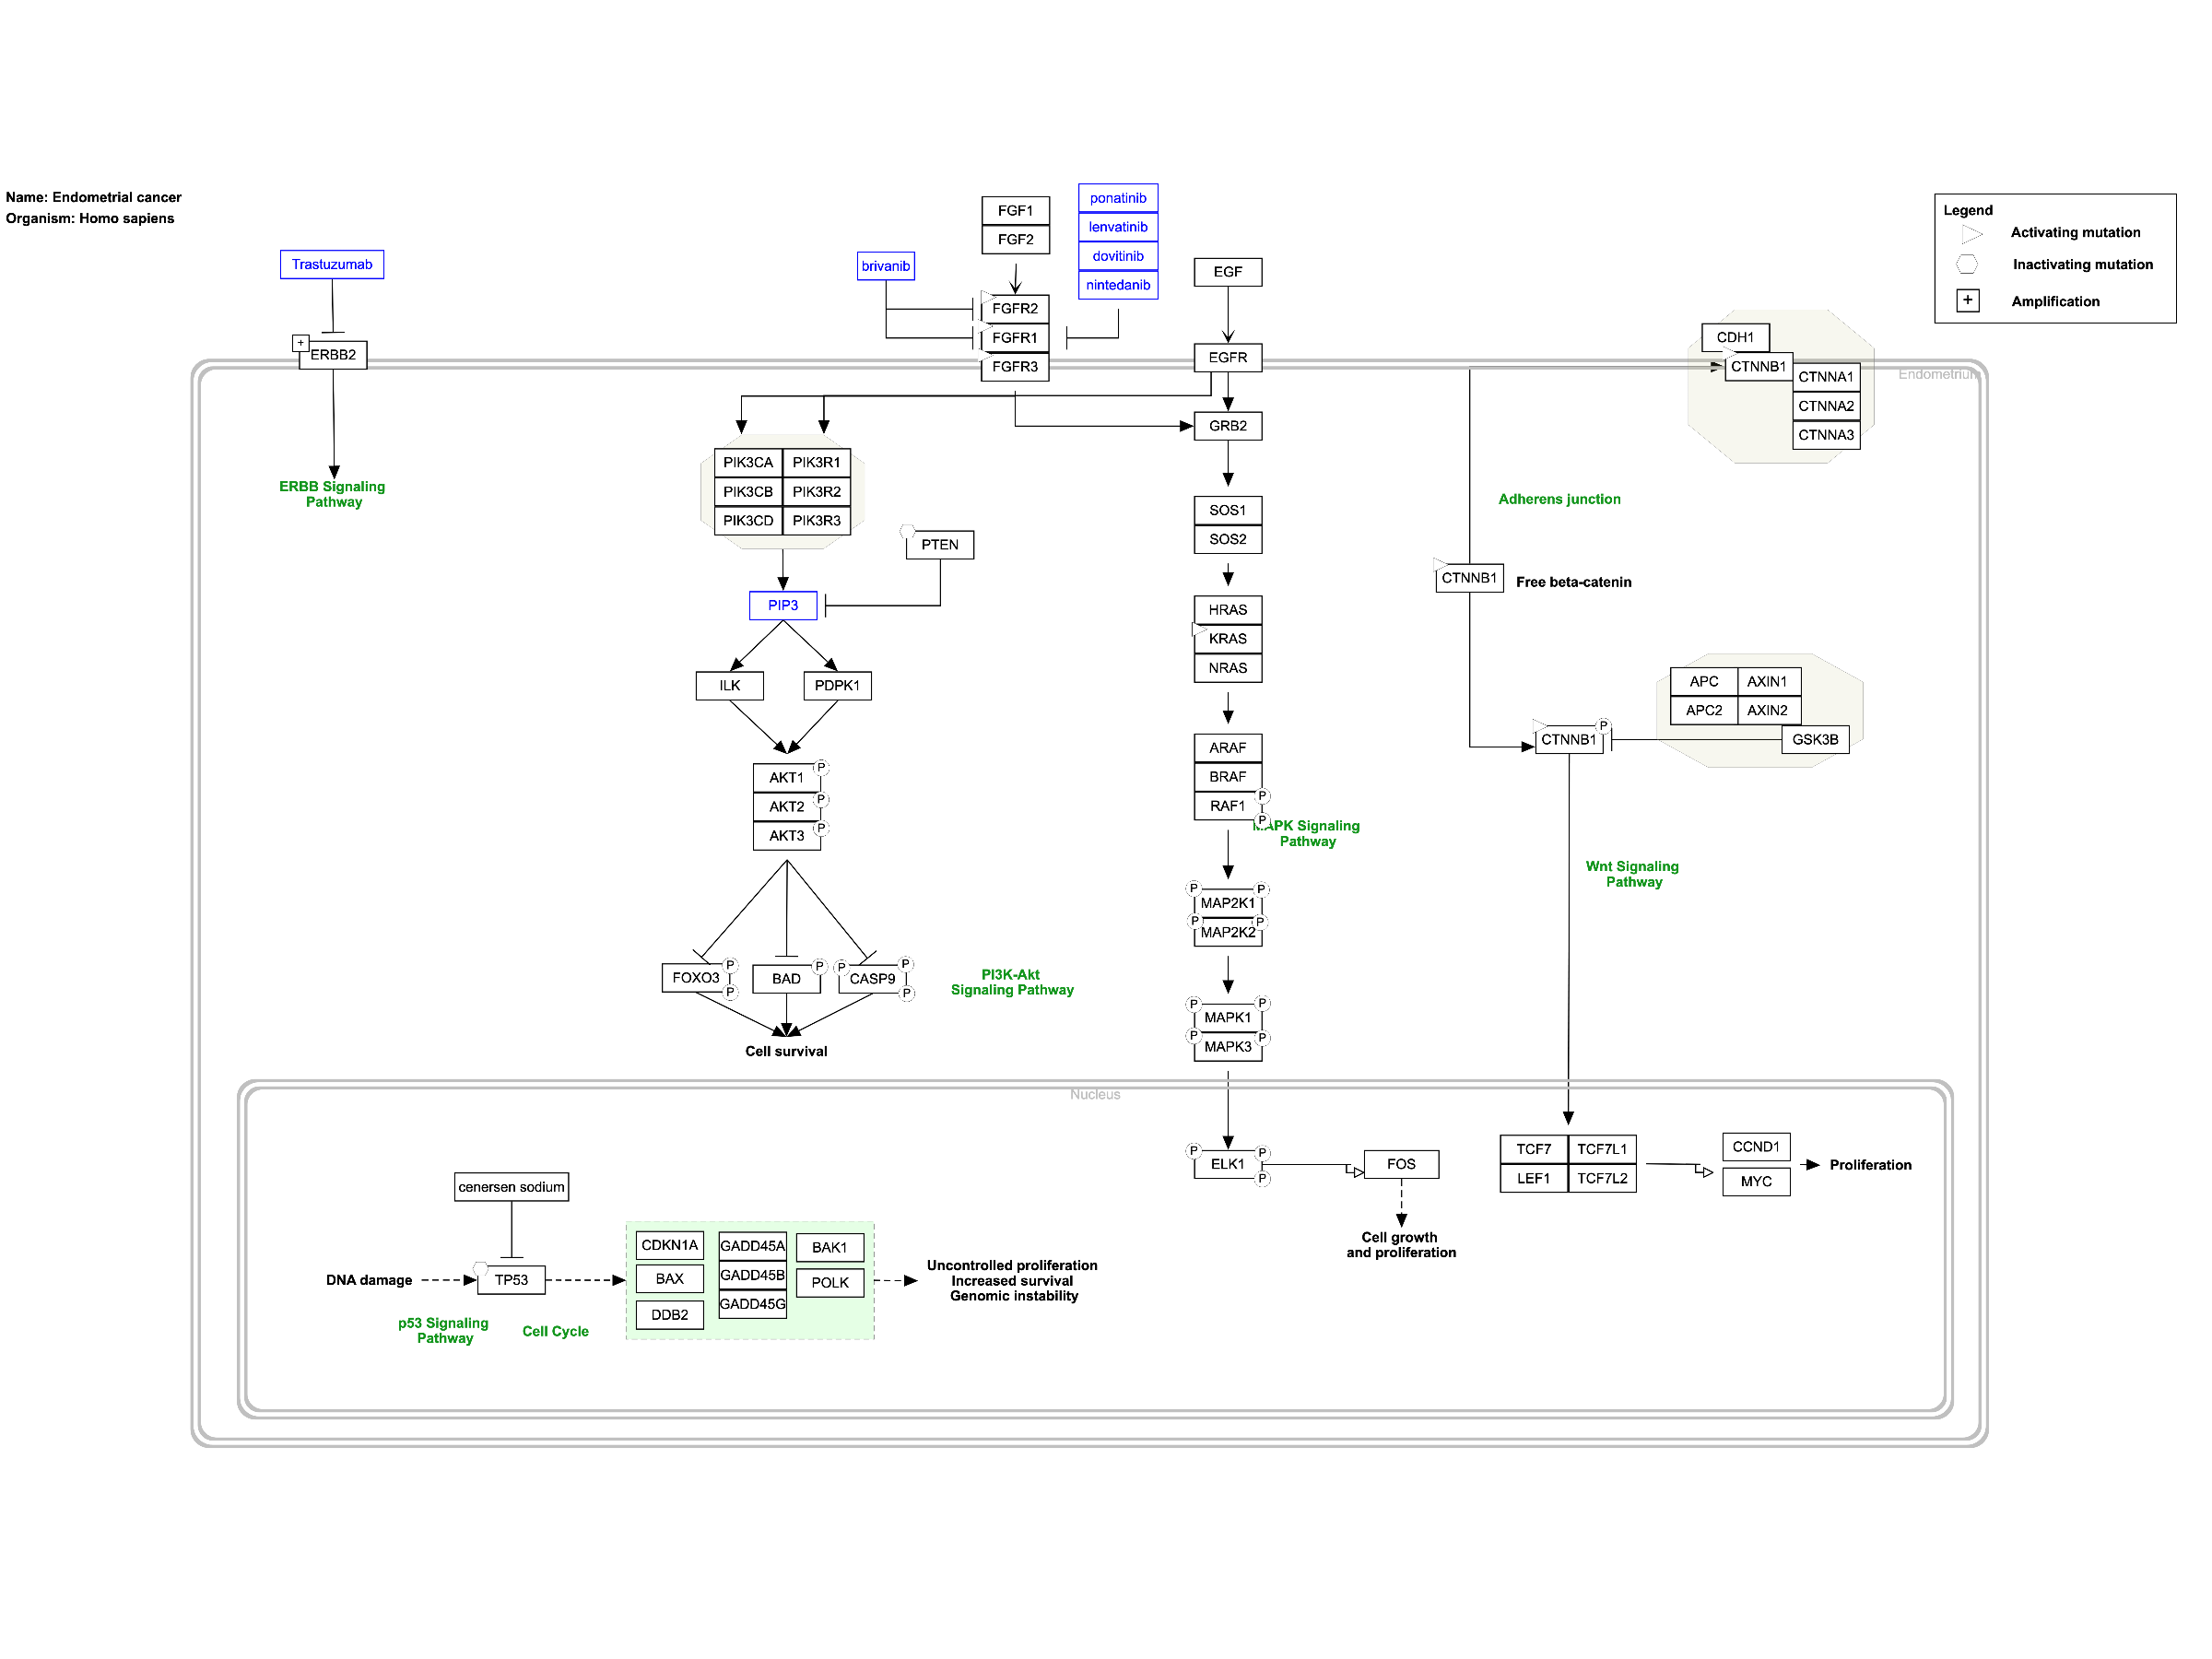 Name: Endometrial cancer
Organism: Homo sapiens
Legend
Activating mutation
Inactivating mutation
+
Amplification
Trastuzumab
+
ERBB2
ERBB Signaling
Pathway
brivanib
FGF1
FGF2
ponatinib
lenvatinib
dovitinib
nintedanib
FGFR2
FGFR1
FGFR3
EGF
EGFR
GRB2
CDH1
CTNNB1
CTNNA1
CTNNA2
CTNNA3
Endometrium
Adherens junction
PIK3CA
PIK3R1
PIK3CB
PIK3R2
PIK3CD
PIK3R3
PTEN
PIP3
ILK
PDPK1
AKT1
P
AKT2
P
AKT3
P
FOXO3
P
P
BAD
P
CASP9
P
P
P
Cell survival
PI3K-Akt
Signaling Pathway
SOS1
SOS2
HRAS
KRAS
NRAS
ARAF
BRAF
RAF1
P
P
MAPK Signaling
Pathway
P
P
MAP2K1
P
P
MAP2K2
P
P
MAPK1
P
P
MAPK3
CTNNB1
Free beta-catenin
APC
AXIN1
APC2
AXIN2
GSK3B
CTNNB1
P
Wnt Signaling
Pathway
Nucleus
P
P
ELK1
P
FOS
Cell growth
and proliferation
TCF7
TCF7L1
LEF1
TCF7L2
CCND1
MYC
Proliferation
cenersen sodium
DNA damage
TP53
p53 Signaling
Pathway
Cell Cycle
CDKN1A
GADD45A
BAK1
BAX
GADD45B
POLK
DDB2
GADD45G
Uncontrolled proliferation
Increased survival
Genomic instability